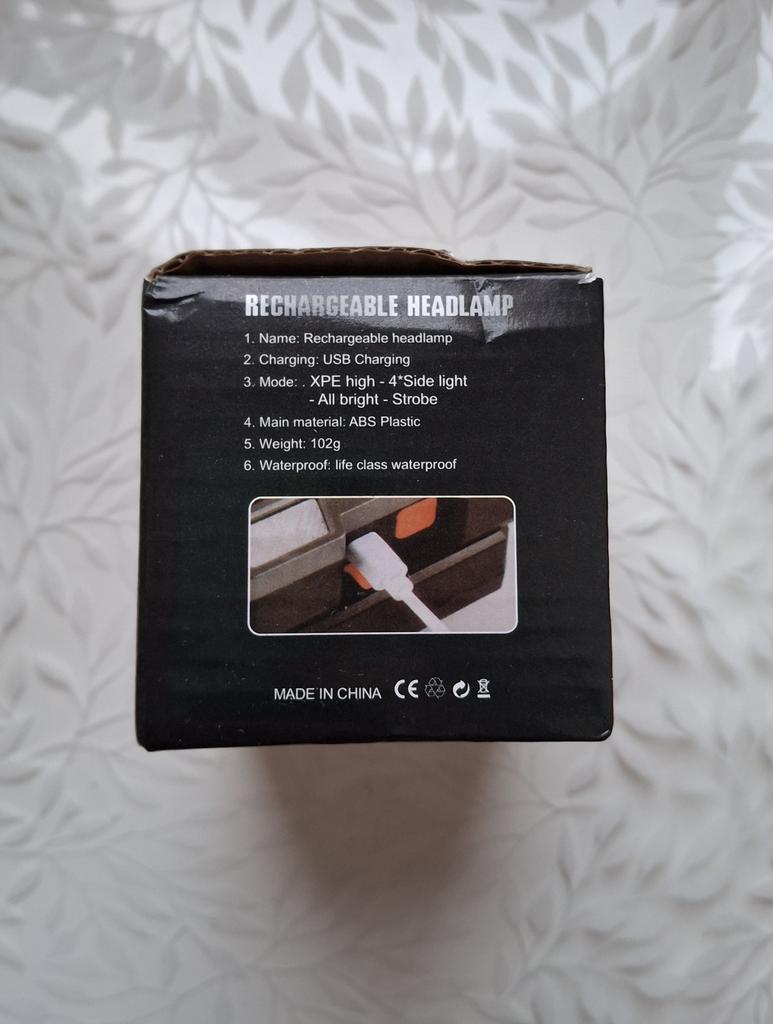 RECHARGEABLE HEADLAMP
1. Name: Rechargeable headlamp
2. Charging: USB Charging
3. Mode: . XPE high - 4*Side light
- All bright - Strobe
4. Main material: ABS Plastic
5. Weight: 102g
6. Waterproof: life class waterproof
MADE IN CHINA CE